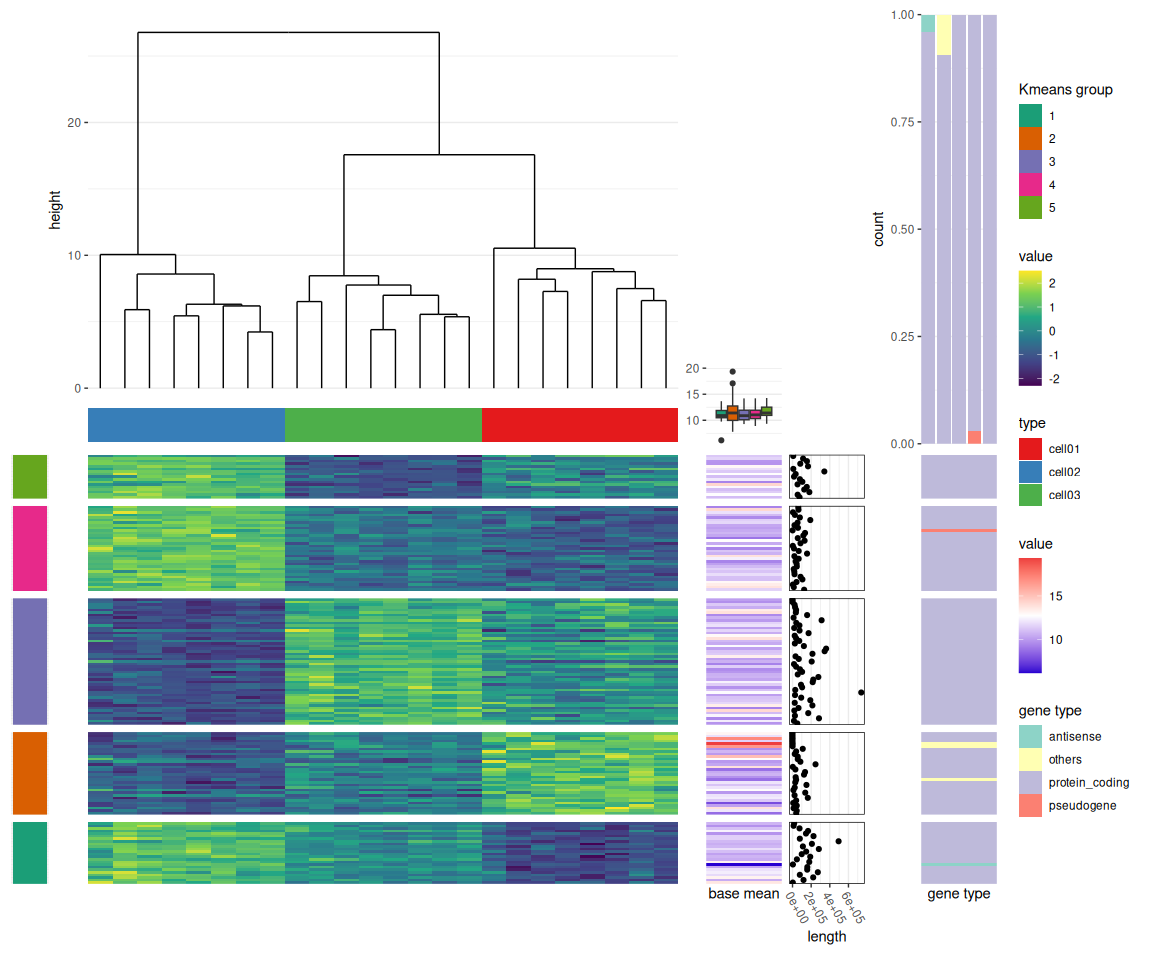 height
20
10
0
20
15
10
count
1.00
0.75
0.50
0.25
0.00
base mean
0e+00
2e+05
4e+05
6e+05
length
gene type
Kmeans group
1
2
3
4
5
value
2
1
0
-1
-2
type
cell01
cell02
cell03
value
15
10
gene type
antisense
others
protein_coding
pseudogene